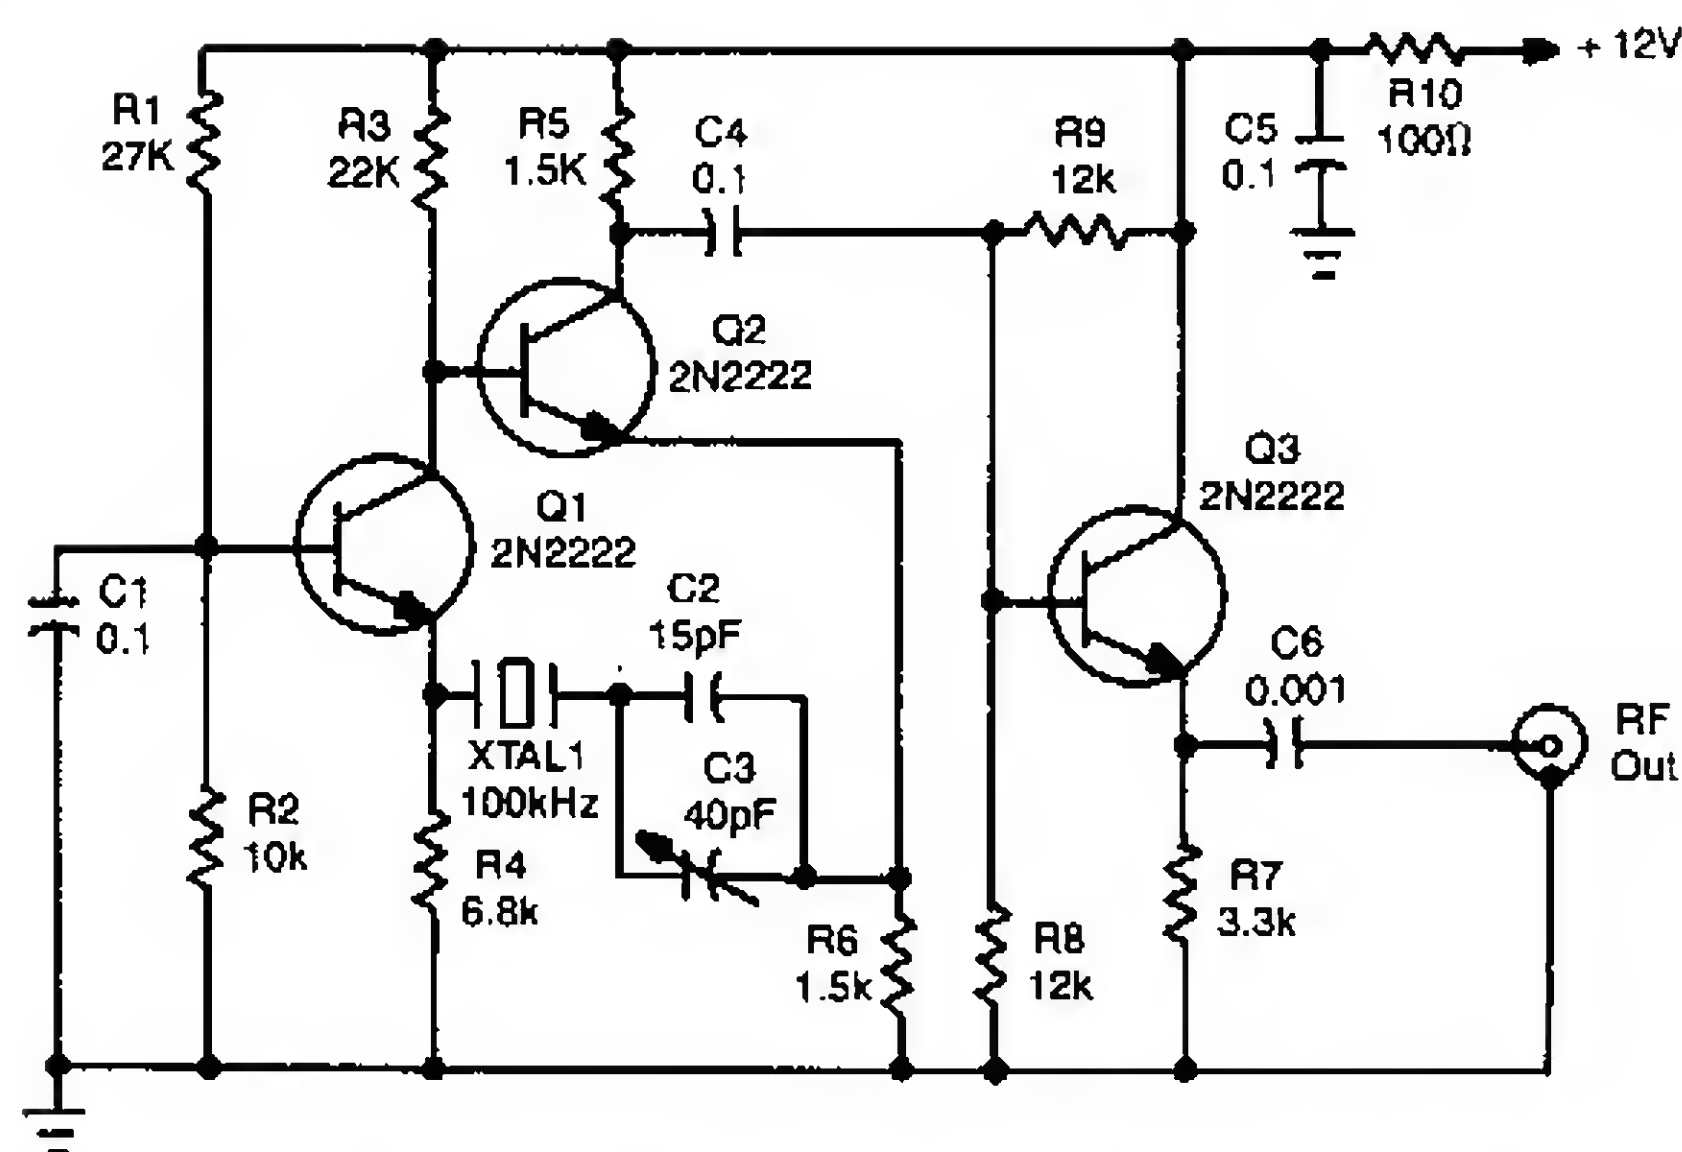 + 12V
R1
27K
R3
22K
R5
1.5K
C4
0.1
R9
12k
C5
0.1
R10
100Ω
Q2
2N2222
Q3
2N2222
Q1
2N2222
C1
0.1
C2
15pF
C6
0.001
RF
Out
XTAL1
100kHz
C3
40pF
R2
10k
R4
6.8k
R7
3.3k
R6
1.5k
R8
12k